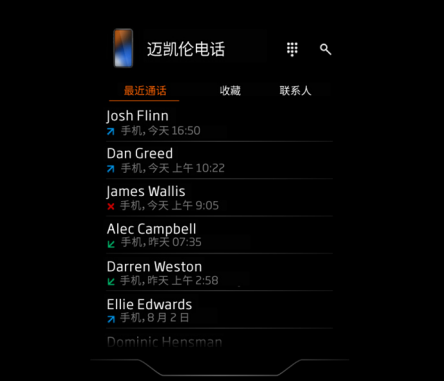 迈凯伦电话
最近通话 收藏 联系人
Josh Flinn
手机, 今天 16:50
Dan Greed
手机, 今天 上午 10:22
James Wallis
手机, 今天 上午 9:05
Alec Campbell
手机, 昨天 07:35
Darren Weston
手机, 昨天 上午 2:58
Ellie Edwards
手机, 8 月 2 日
Dominic Hensman